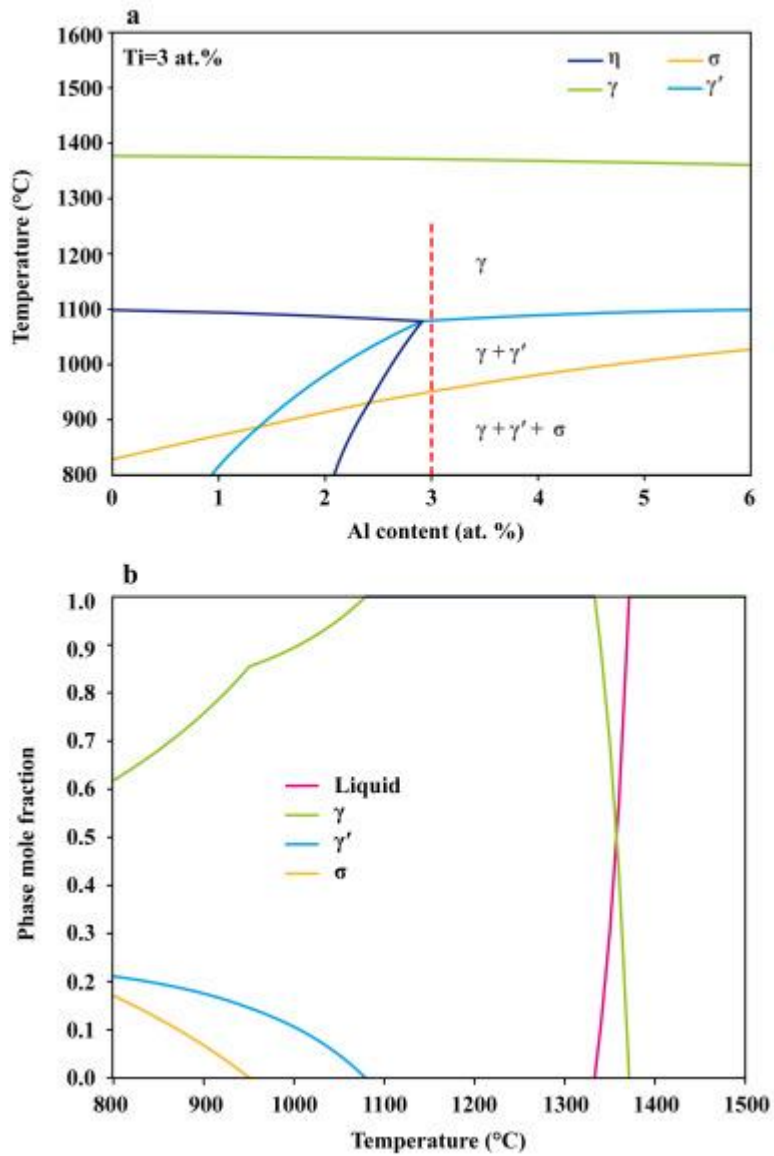 a
1600
Ti=3 at.%
η
σ
γ
γ′
1500
1400
1300
1200
1100
1000
900
800
Temperature (°C)
γ
γ + γ′
γ + γ′ + σ
0 1 2 3 4 5 6
Al content (at. %)
b
1.0
0.9
0.8
0.7
0.6
0.5
0.4
0.3
0.2
0.1
0.0
Phase mole fraction
Liquid
γ
γ′
σ
800 900 1000 1100 1200 1300 1400 1500
Temperature (°C)